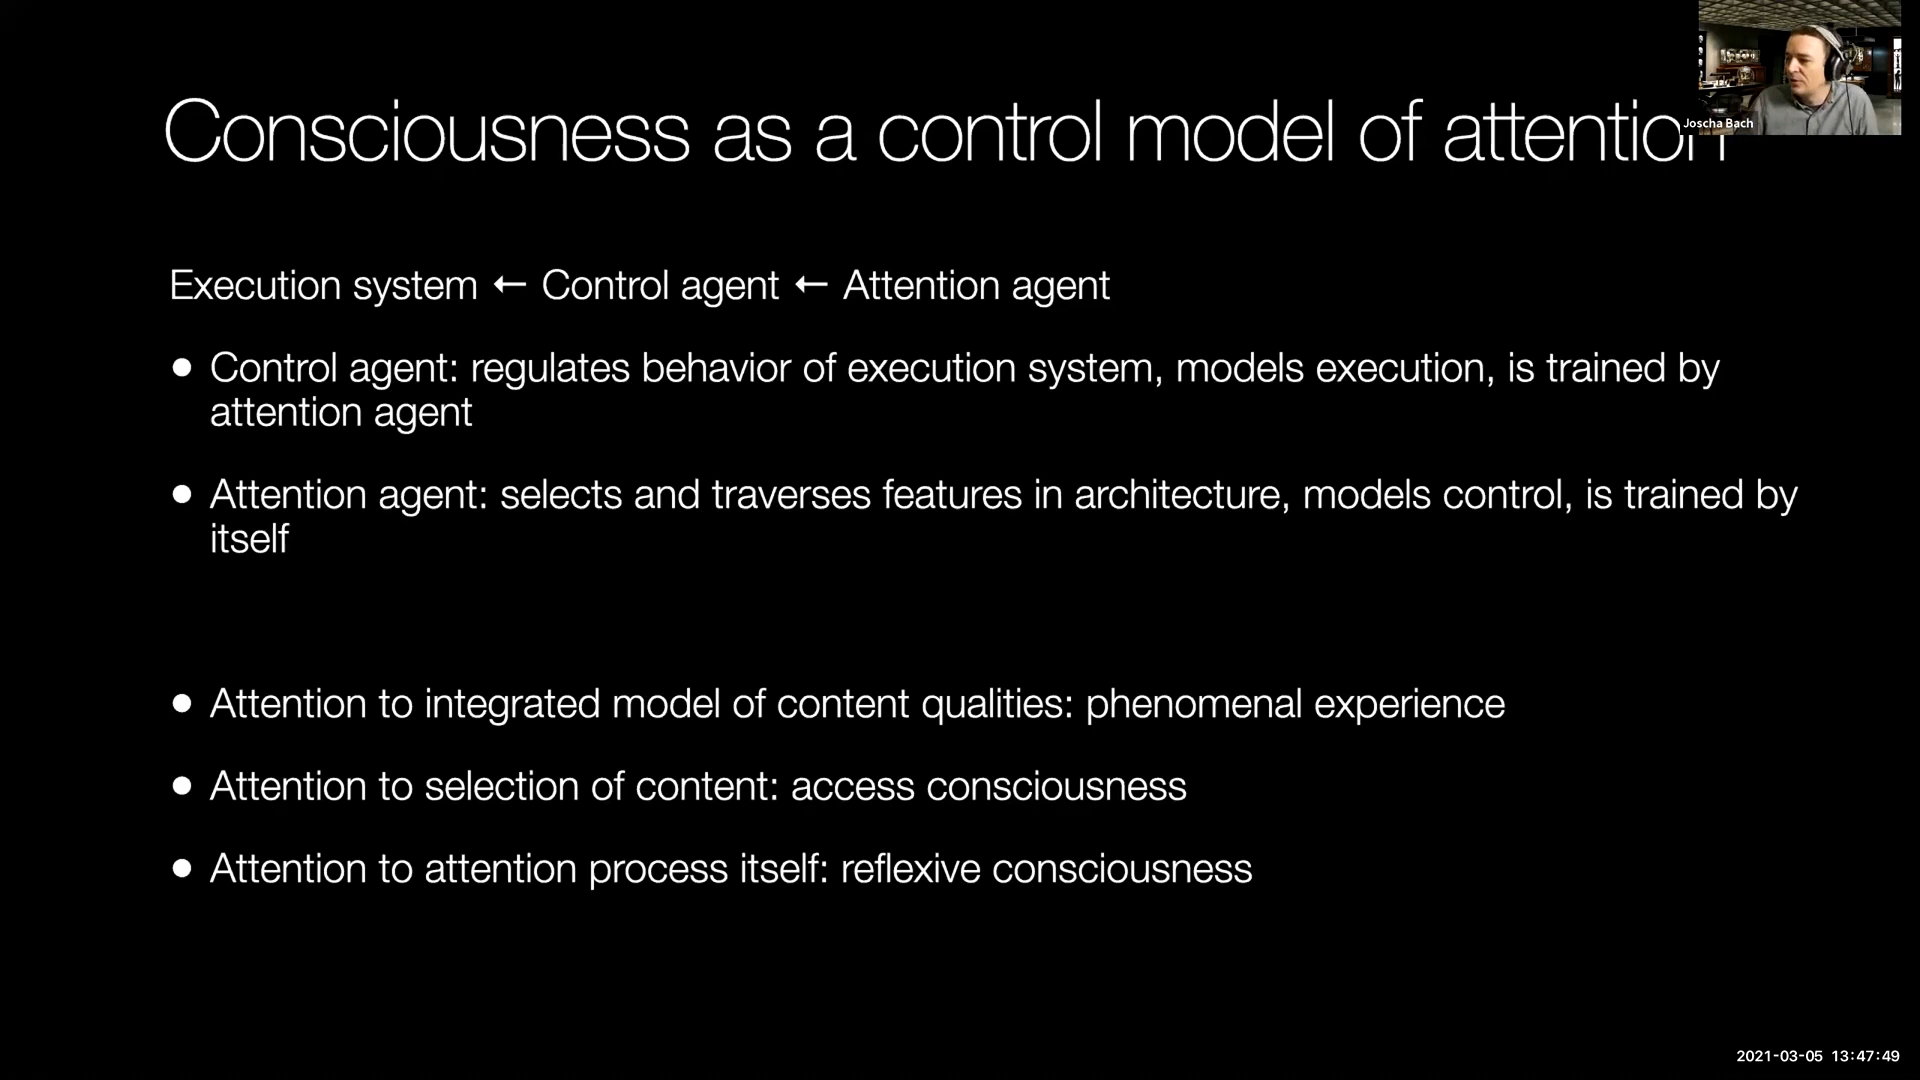 Joscha Bach
Consciousness as a control model of attention
Execution system ← Control agent ← Attention agent
● Control agent: regulates behavior of execution system, models execution, is trained by
attention agent
● Attention agent: selects and traverses features in architecture, models control, is trained by
itself
● Attention to integrated model of content qualities: phenomenal experience
● Attention to selection of content: access consciousness
● Attention to attention process itself: reflexive consciousness
2021-03-05 13:47:49